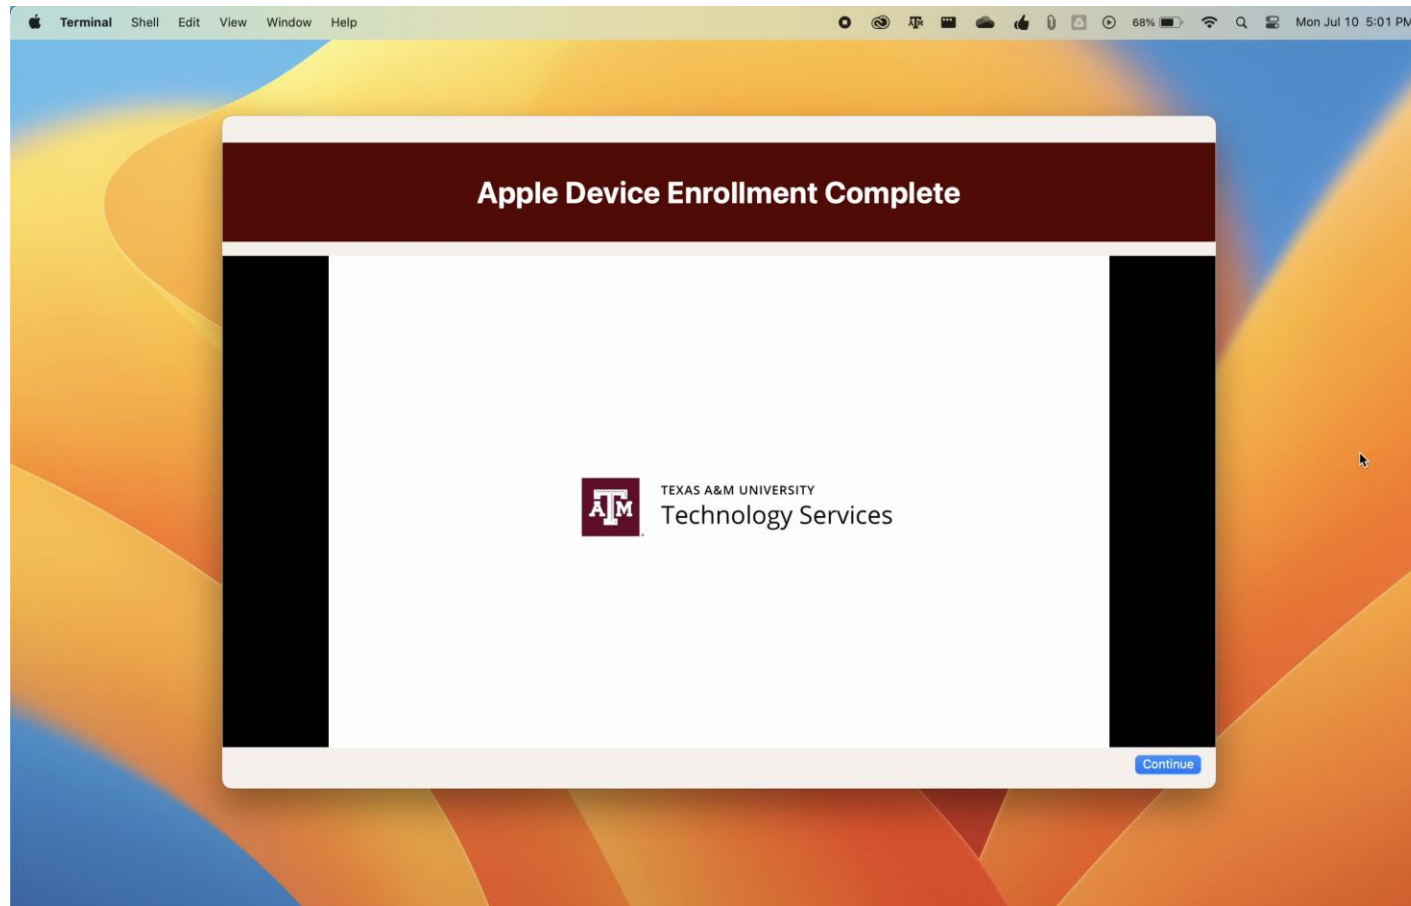 Terminal Shell Edit View Window Help 68% Mon Jul 10 5:01 PM
Apple Device Enrollment Complete
ATM TEXAS A&M UNIVERSITY
Technology Services
Continue